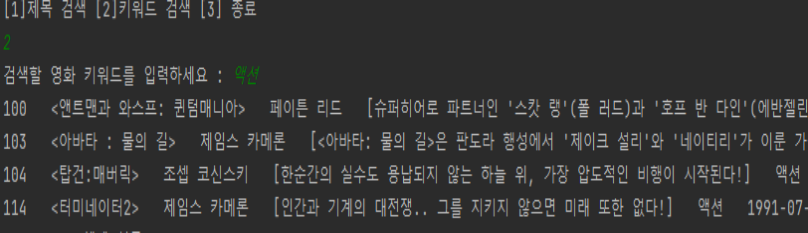 [1]제목 검색 [2]키워드 검색 [3] 종료
2
검색할 영화 키워드를 입력하세요 : 액션
100 <앤트맨과 와스프: 퀀텀매니아> 페이튼 리드 [슈퍼히어로 파트너인 '스캇 랭'(폴 러드)과 '호프 반 다인'(에반젤린
103 <아바타 : 물의 길> 제임스 카메론 [<아바타: 물의 길>은 판도라 행성에서 '제이크 설리'와 '네이티리'가 이룬 가
104 <탑건:매버릭> 조셉 코신스키 [한순간의 실수도 용납되지 않는 하늘 위, 가장 압도적인 비행이 시작된다!] 액션
114 <터미네이터2> 제임스 카메론 [인간과 기계의 대전쟁.. 그를 지키지 않으면 미래 또한 없다!] 액션 1991-07-